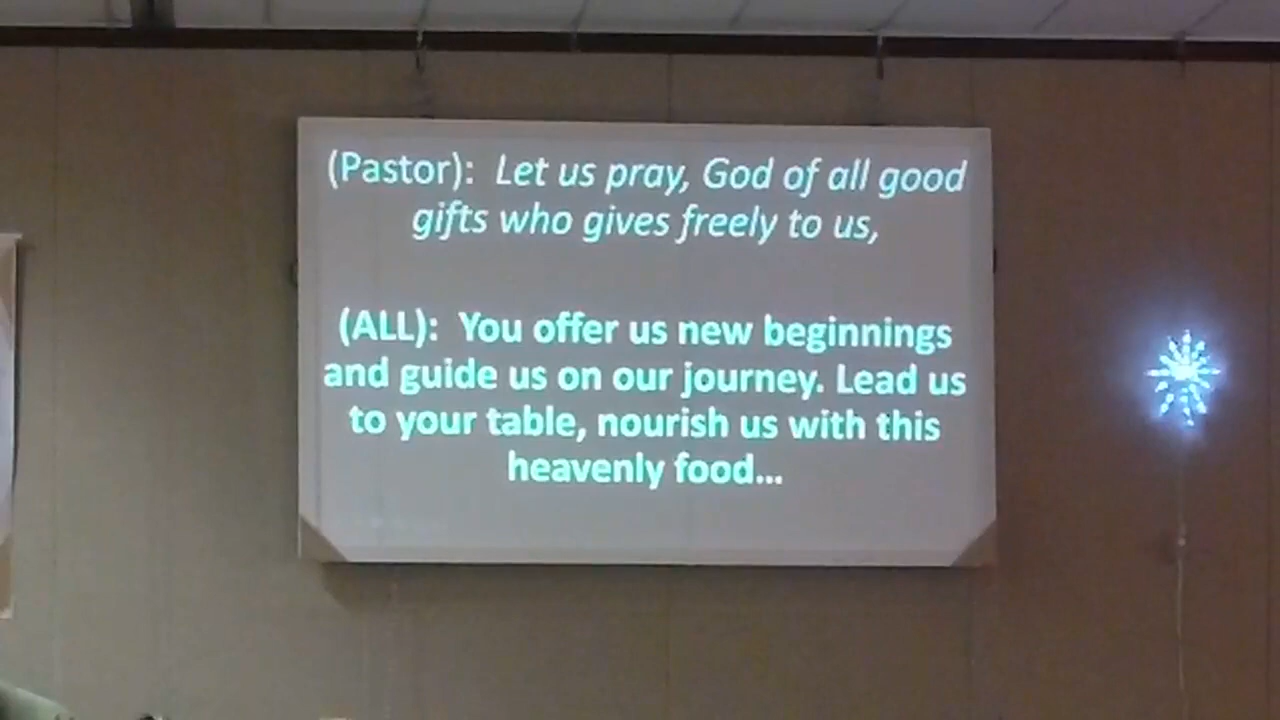 (Pastor):  Let us pray, God of all good
gifts who gives freely to us,
(ALL):  You offer us new beginnings
and guide us on our journey. Lead us
to your table, nourish us with this
heavenly food...